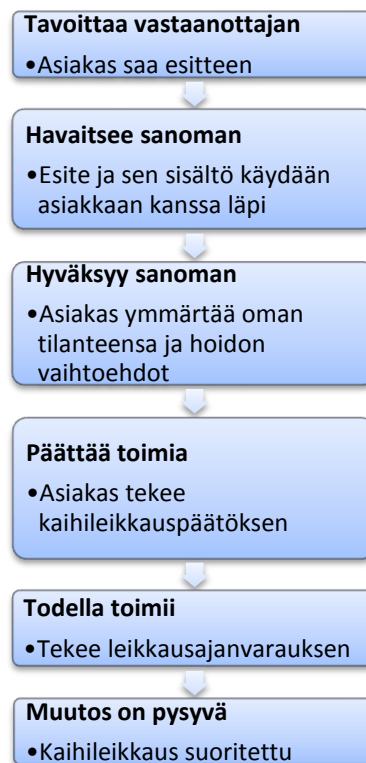 Tavoittaa vastaanottajan
•Asiakas saa esitteen
Havaitsee sanoman
•Esite ja sen sisältö käydään
asiakkaan kanssa läpi
Hyväksyy sanoman
•Asiakas ymmärtää oman
tilanteensa ja hoidon
vaihtoehdot
Päättää toimia
•Asiakas tekee
kaihileikkauspäätöksen
Todella toimii
•Tekee leikkausajanvarauksen
Muutos on pysyvä
•Kaihileikkaus suoritettu